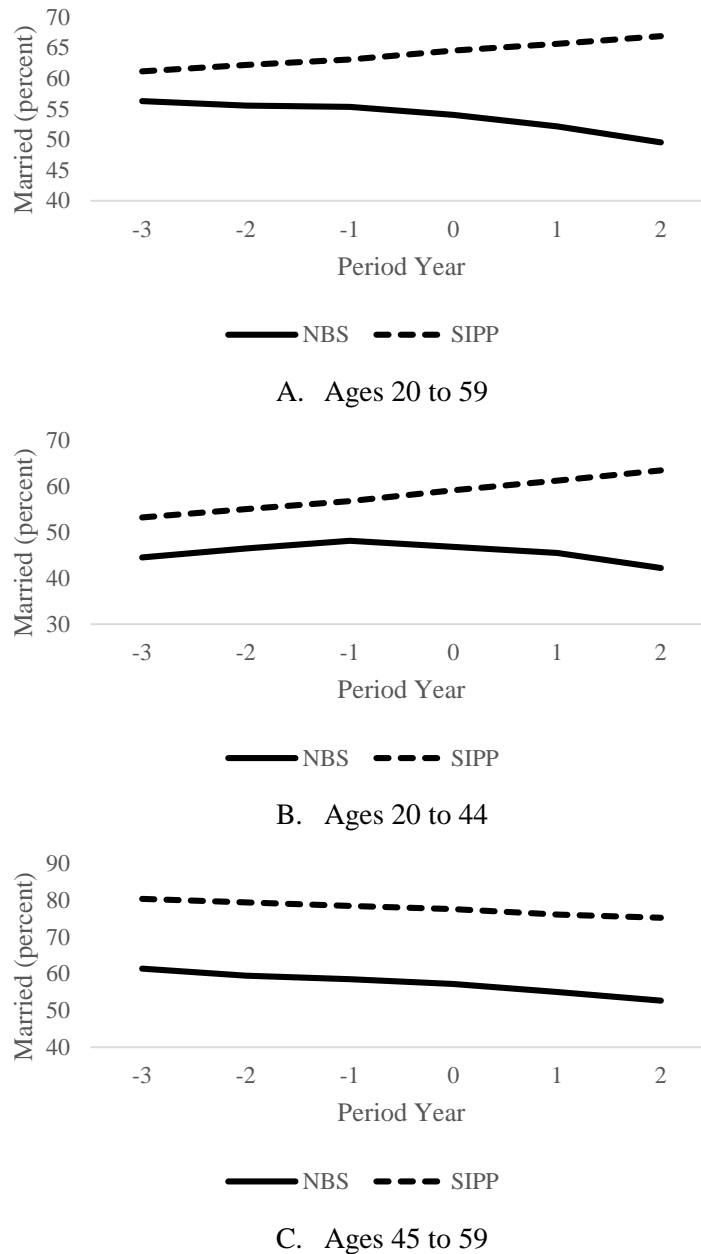 70
65
60
55
50
45
40
Married (percent)
-3 -2 -1 0 1 2
Period Year
NBS SIPP
A. Ages 20 to 59
70
60
50
40
30
Married (percent)
-3 -2 -1 0 1 2
Period Year
NBS SIPP
B. Ages 20 to 44
90
80
70
60
50
40
Married (percent)
-3 -2 -1 0 1 2
Period Year
NBS SIPP
C. Ages 45 to 59